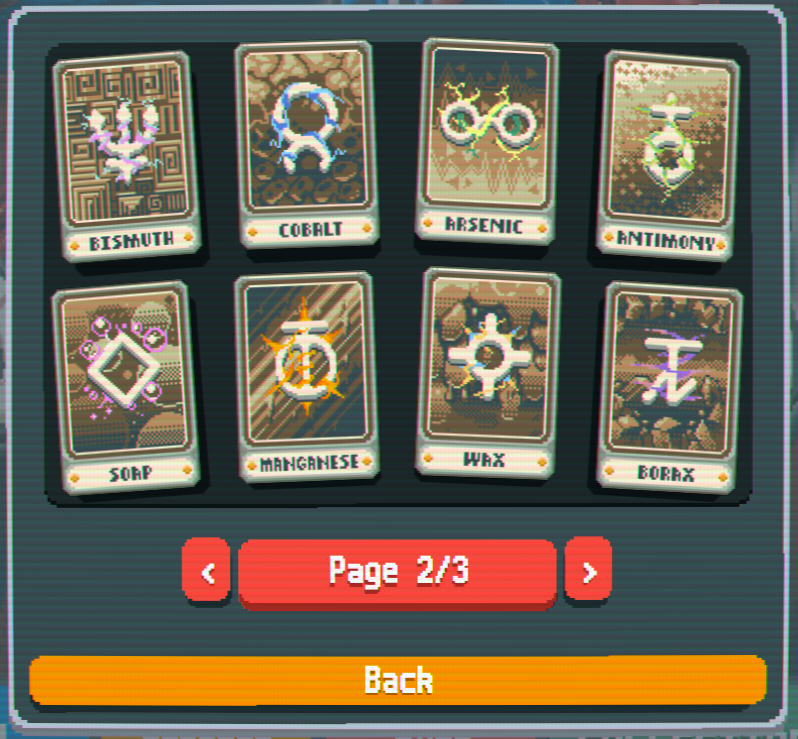 BISMUTH
COBALT
ARSENIC
ANTIMONY
SOAP
MANGANESE
WAX
BORAX
<
Page 2/3
>
Back